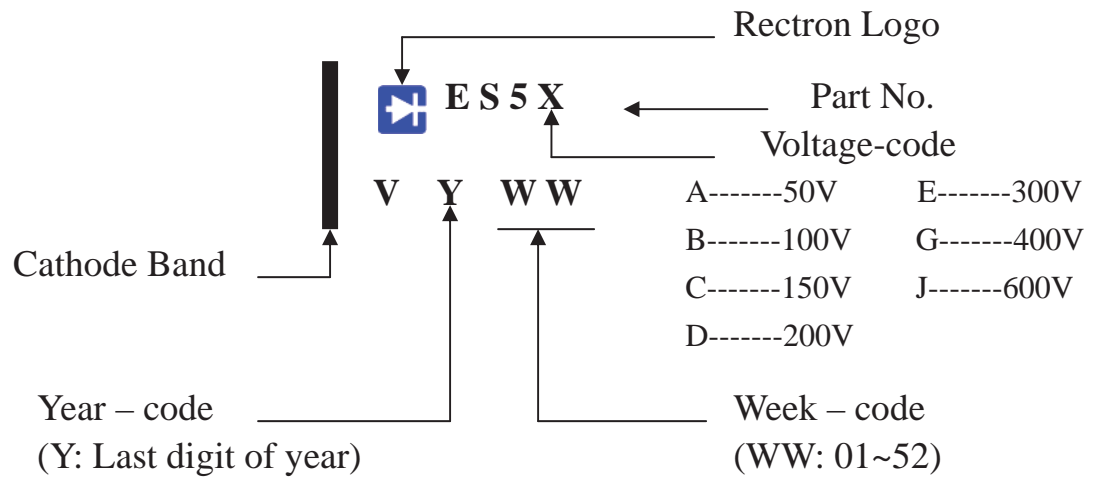 Rectron Logo
E S 5 X
Part No.
Voltage-code
V Y W W
A-------50V E-------300V
B-------100V G-------400V
C-------150V J-------600V
D-------200V
Cathode Band
Year – code
(Y: Last digit of year)
Week – code
(WW: 01~52)